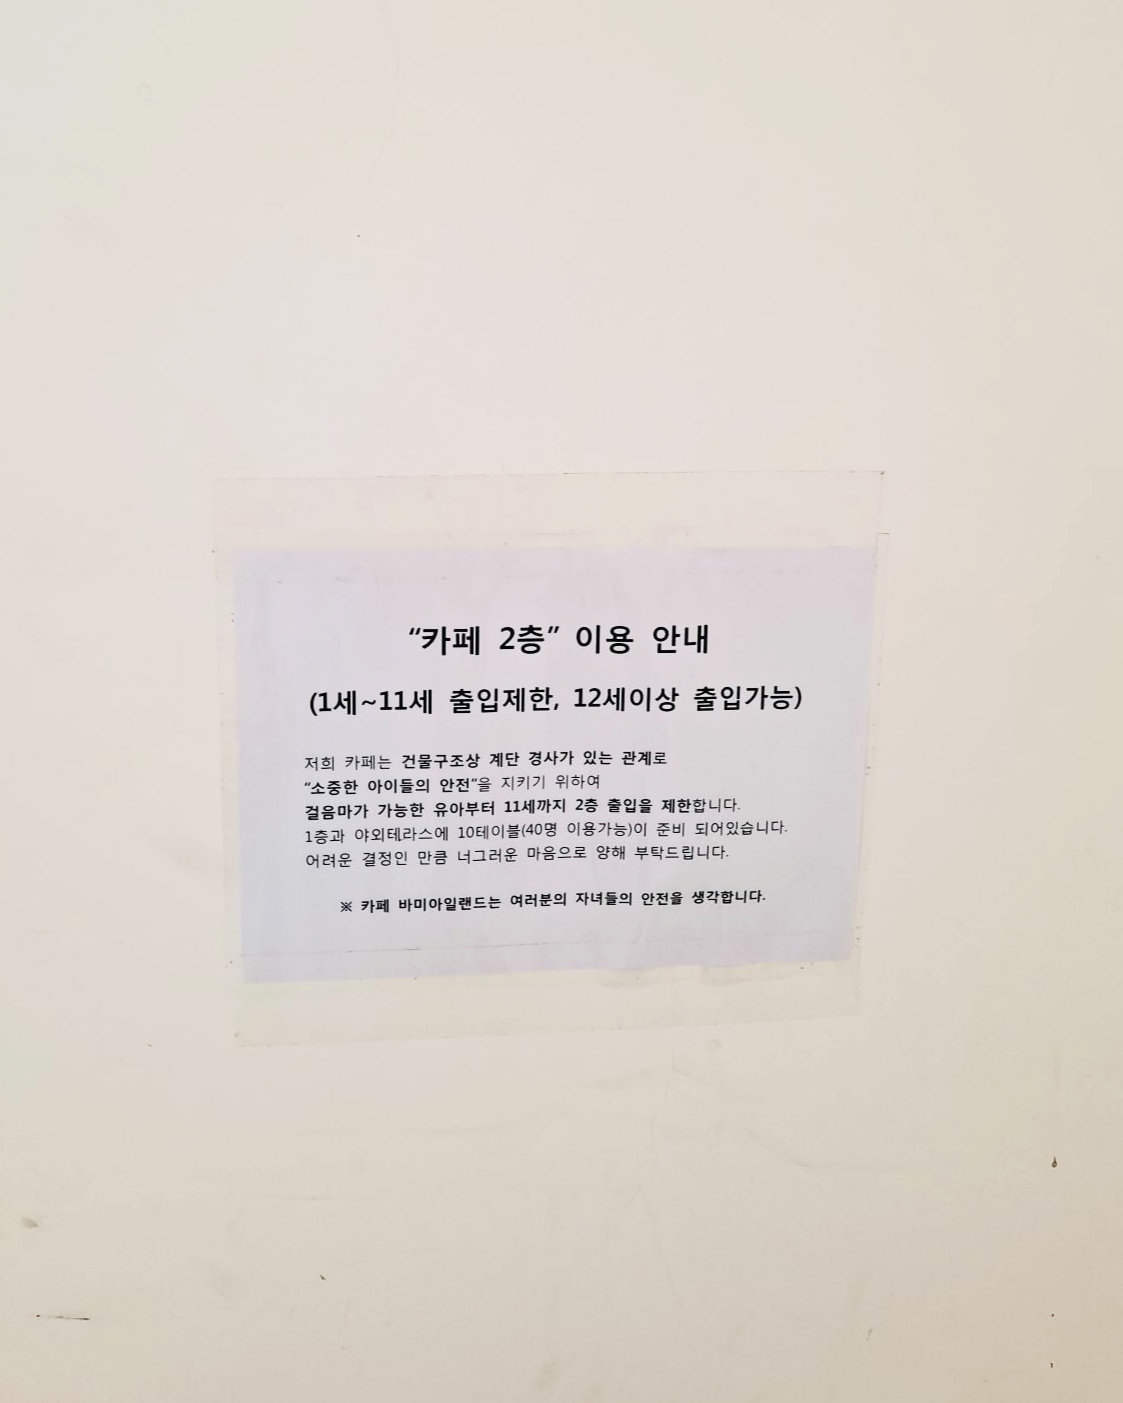 “카페 2층” 이용 안내
(1세~11세 출입제한, 12세이상 출입가능)
저희 카페는 건물구조상 계단 경사가 있는 관계로
“소중한 아이들의 안전”을 지키기 위하여
걸음마가 가능한 유아부터 11세까지 2층 출입을 제한합니다.
1층과 야외테라스에 10테이블(40명 이용가능)이 준비 되어있습니다.
어려운 결정인 만큼 너그러운 마음으로 양해 부탁드립니다.
※ 카페 바미아일랜드는 여러분의 자녀들의 안전을 생각합니다.